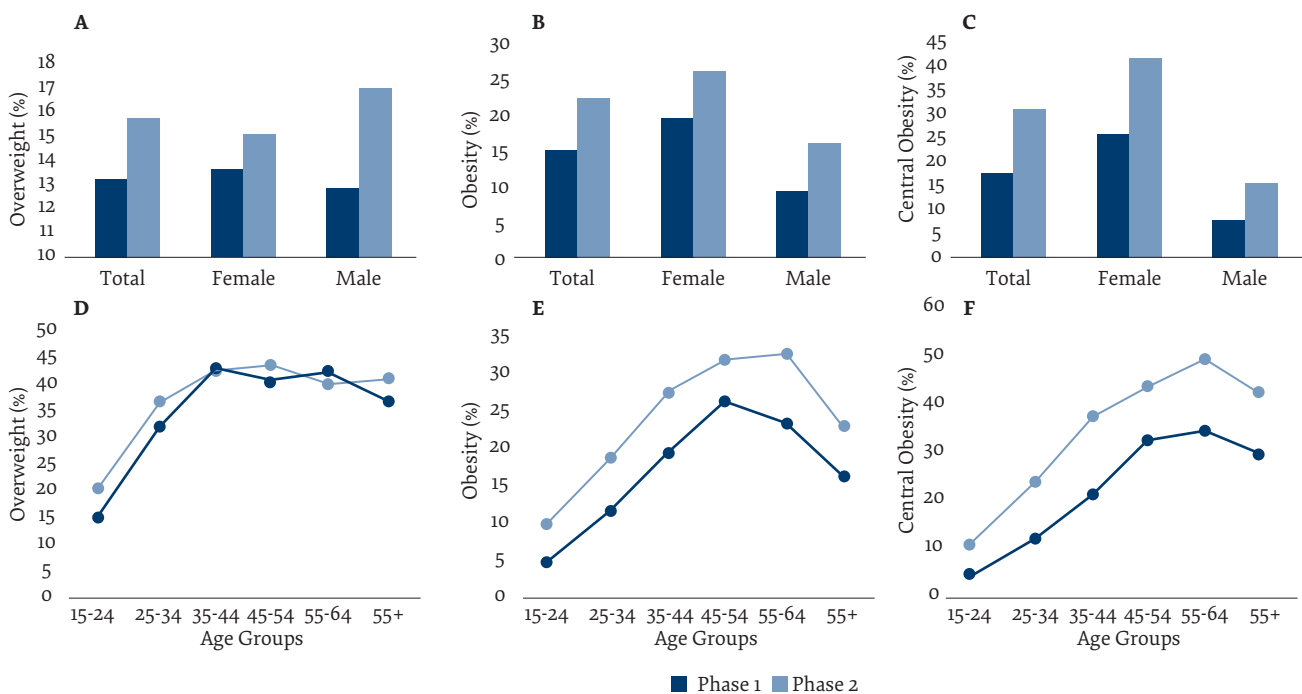 A
Overweight (%)
18
17
16
15
14
13
12
11
10
Total Female Male
B
Obesity (%)
30
25
20
15
10
5
0
Total Female Male
C
Central Obesity (%)
45
40
35
30
25
20
15
10
5
0
Total Female Male
D
Overweight (%)
50
45
40
35
30
25
20
15
10
5
0
15-24 25-34 35-44 45-54 55-64 55+
Age Groups
E
Obesity (%)
35
30
25
20
15
10
5
0
15-24 25-34 35-44 45-54 55-64 55+
Age Groups
F
Central Obesity (%)
60
50
40
30
20
10
0
15-24 25-34 35-44 45-54 55-64 55+
Age Groups
Phase 1 Phase 2